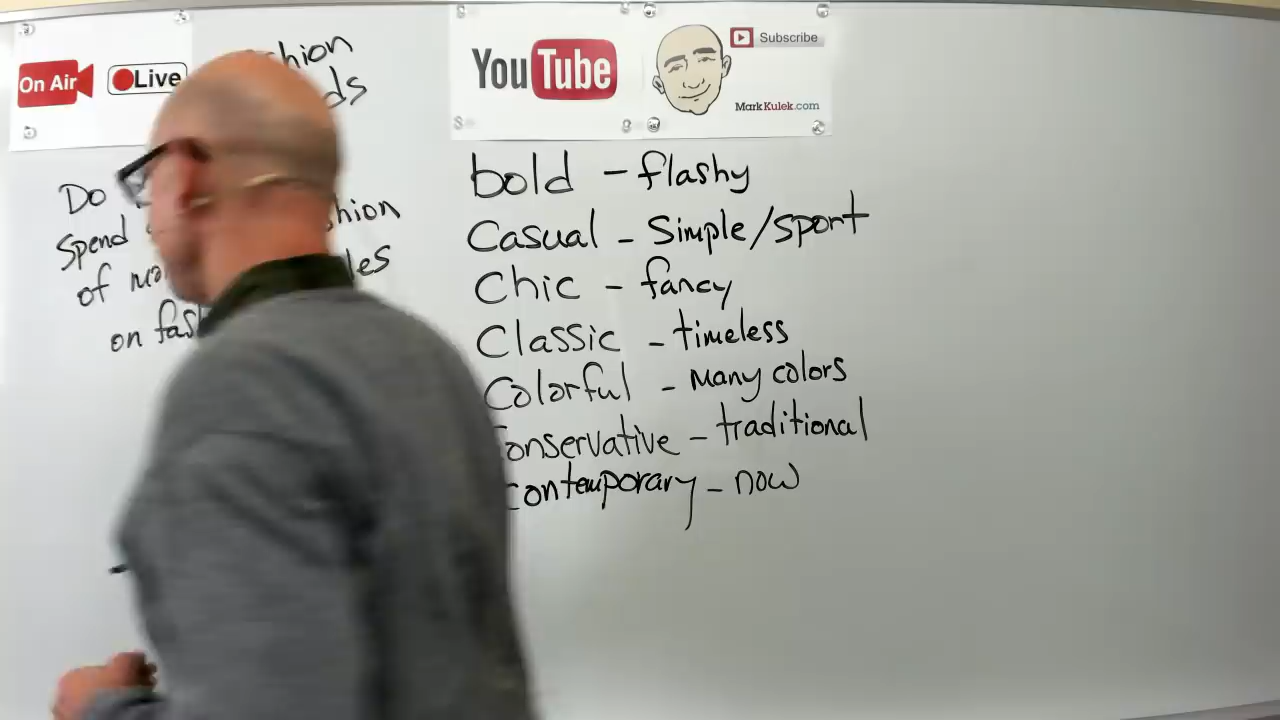 On Air
Live
YouTube
Subscribe
MarkKulek.com
Do
Spend
of
on
bold - flashy
Casual - Simple/sport
Chic - fancy
Classic - timeless
Colorful - Many colors
Conservative - traditional
Contemporary - now